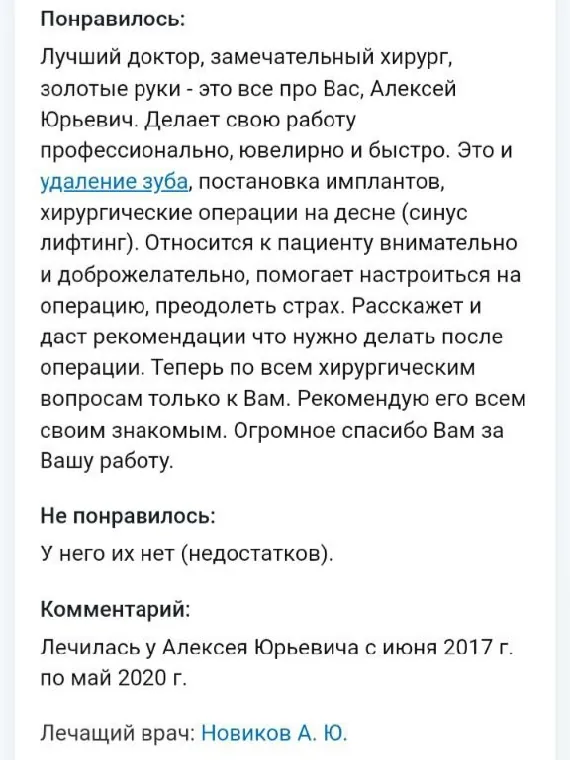 Понравилось:
Лучший доктор, замечательный хирург,
золотые руки - это все про Вас, Алексей
Юрьевич. Делает свою работу
профессионально, ювелирно и быстро. Это и
удаление зуба, постановка имплантов,
хирургические операции на десне (синус
лифтинг). Относится к пациенту внимательно
и доброжелательно, помогает настроиться на
операцию, преодолеть страх. Расскажет и
даст рекомендации что нужно делать после
операции. Теперь по всем хирургическим
вопросам только к Вам. Рекомендую его всем
своим знакомым. Огромное спасибо Вам за
Вашу работу.
Не понравилось:
У него их нет (недостатков).
Комментарий:
Лечилась у Алексея Юрьевича с июня 2017 г.
по май 2020 г.
Лечащий врач: Новиков А. Ю.